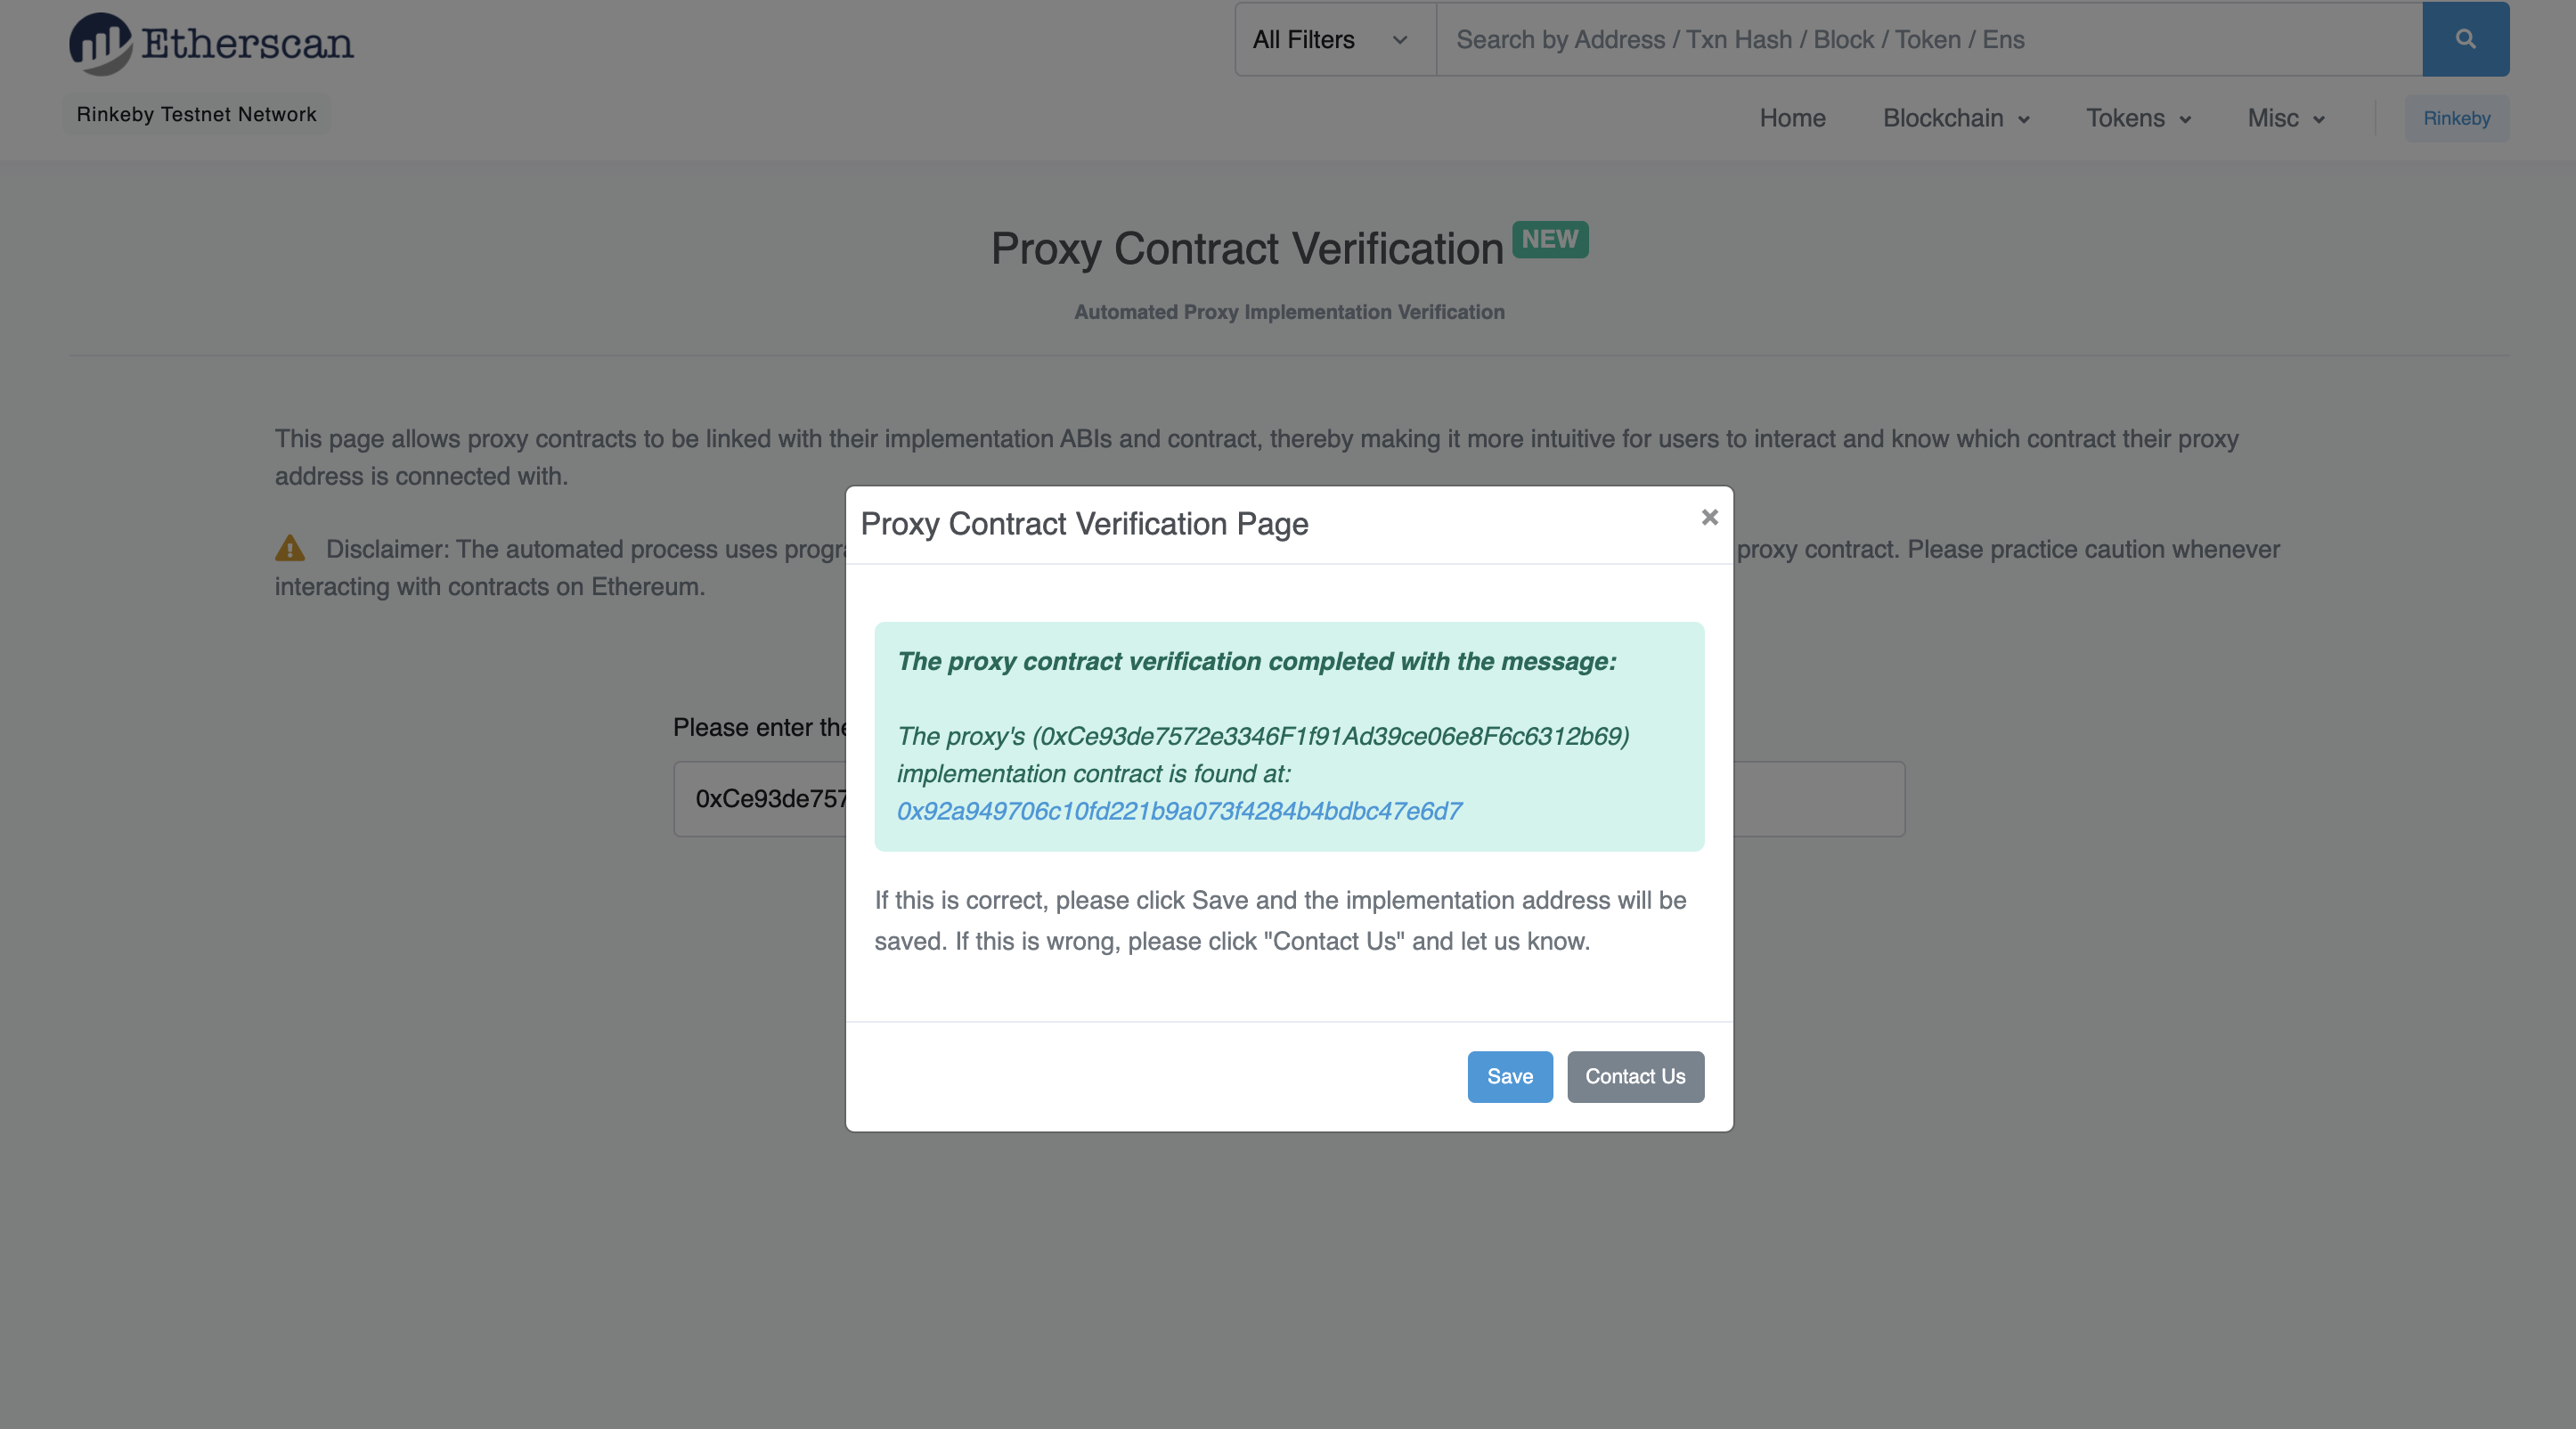 Etherscan
All Filters
Search by Address / Txn Hash / Block / Token / Ens
Rinkeby Testnet Network
Home
Blockchain
Tokens
Misc
Rinkeby
Proxy Contract Verification NEW
Automated Proxy Implementation Verification
This page allows proxy contracts to be linked with their implementation ABIs and contract, thereby making it more intuitive for users to interact and know which contract their proxy
address is connected with.
Disclaimer: The automated process uses progra proxy contract. Please practice caution whenever
interacting with contracts on Ethereum.
Please enter the
0xCe93de757
Proxy Contract Verification Page
×
The proxy contract verification completed with the message:
The proxy's (0xCe93de7572e3346F1f91Ad39ce06e8F6c6312b69)
implementation contract is found at:
0x92a949706c10fd221b9a073f4284b4bdbc47e6d7
If this is correct, please click Save and the implementation address will be
saved. If this is wrong, please click "Contact Us" and let us know.
Save
Contact Us